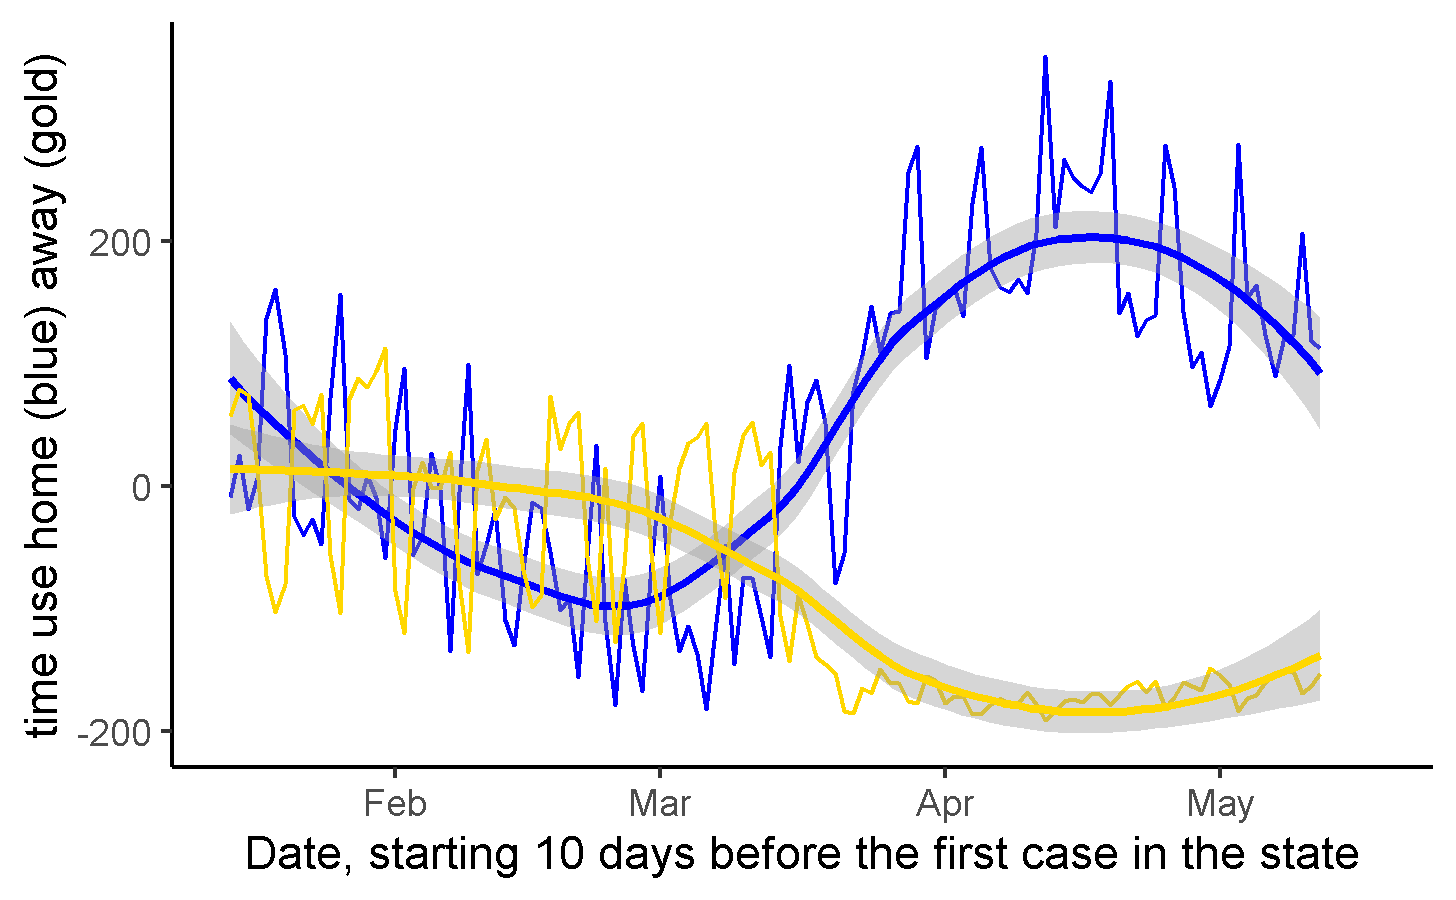 time use home (blue) away (gold)
200
0
-200
Feb
Mar
Apr
May
Date, starting 10 days before the first case in the state